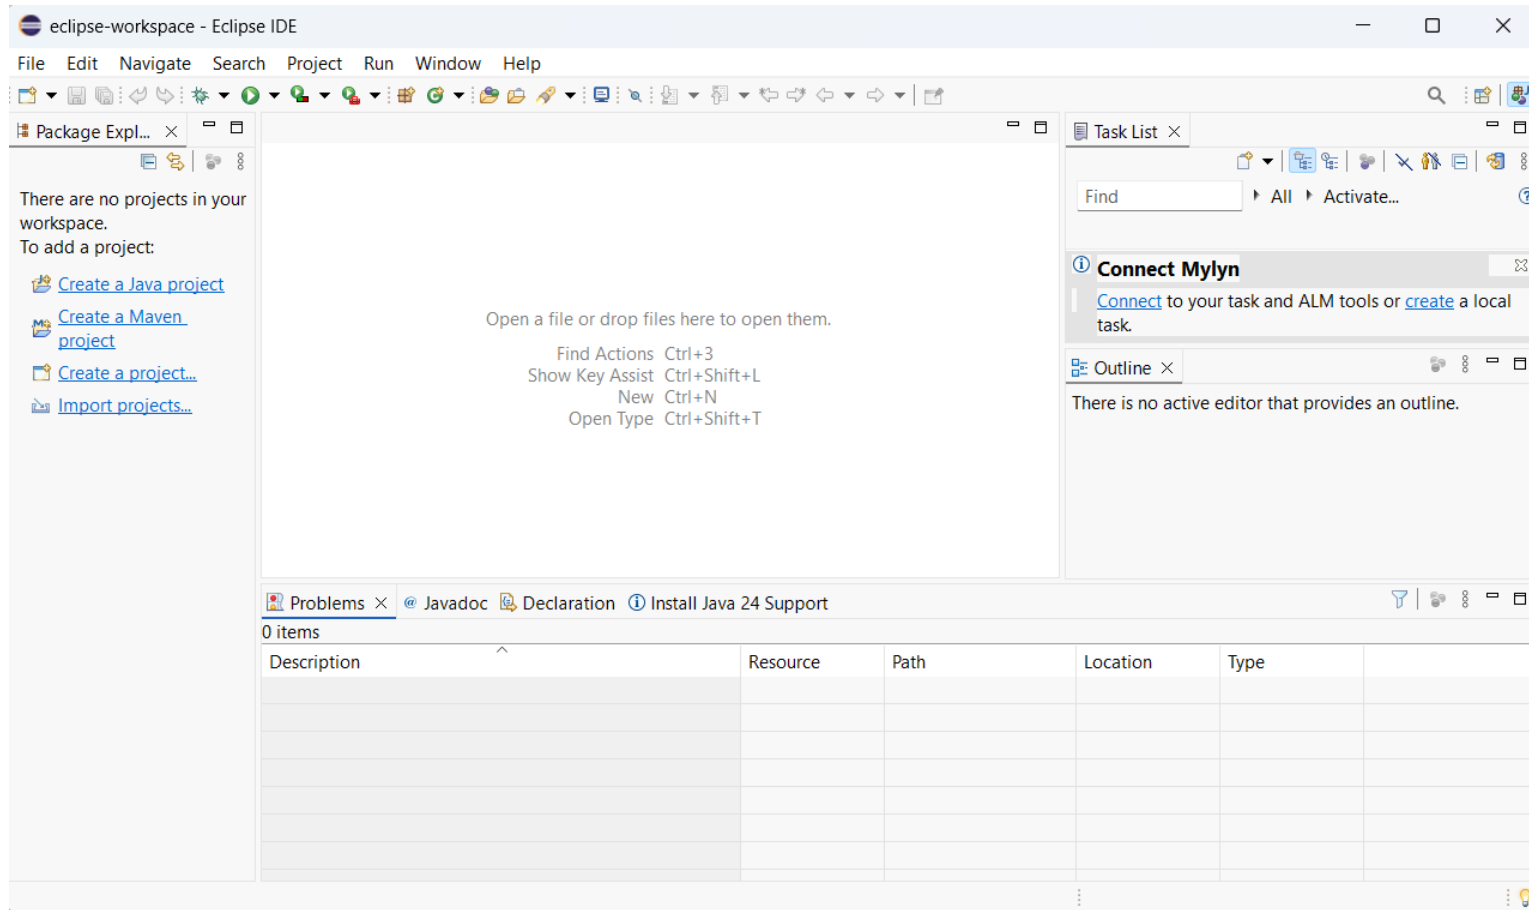 eclipse-workspace - Eclipse IDE
File Edit Navigate Search Project Run Window Help
Package Expl...
There are no projects in your
workspace.
To add a project:
Create a Java project
Create a Maven
project
Create a project...
Import projects...
Open a file or drop files here to open them.
Find Actions Ctrl+3
Show Key Assist Ctrl+Shift+L
New Ctrl+N
Open Type Ctrl+Shift+T
Task List
Find All Activate...
Connect Mylyn
Connect to your task and ALM tools or create a local
task.
Outline
There is no active editor that provides an outline.
Problems @ Javadoc Declaration Install Java 24 Support
0 items
Description Resource Path Location Type